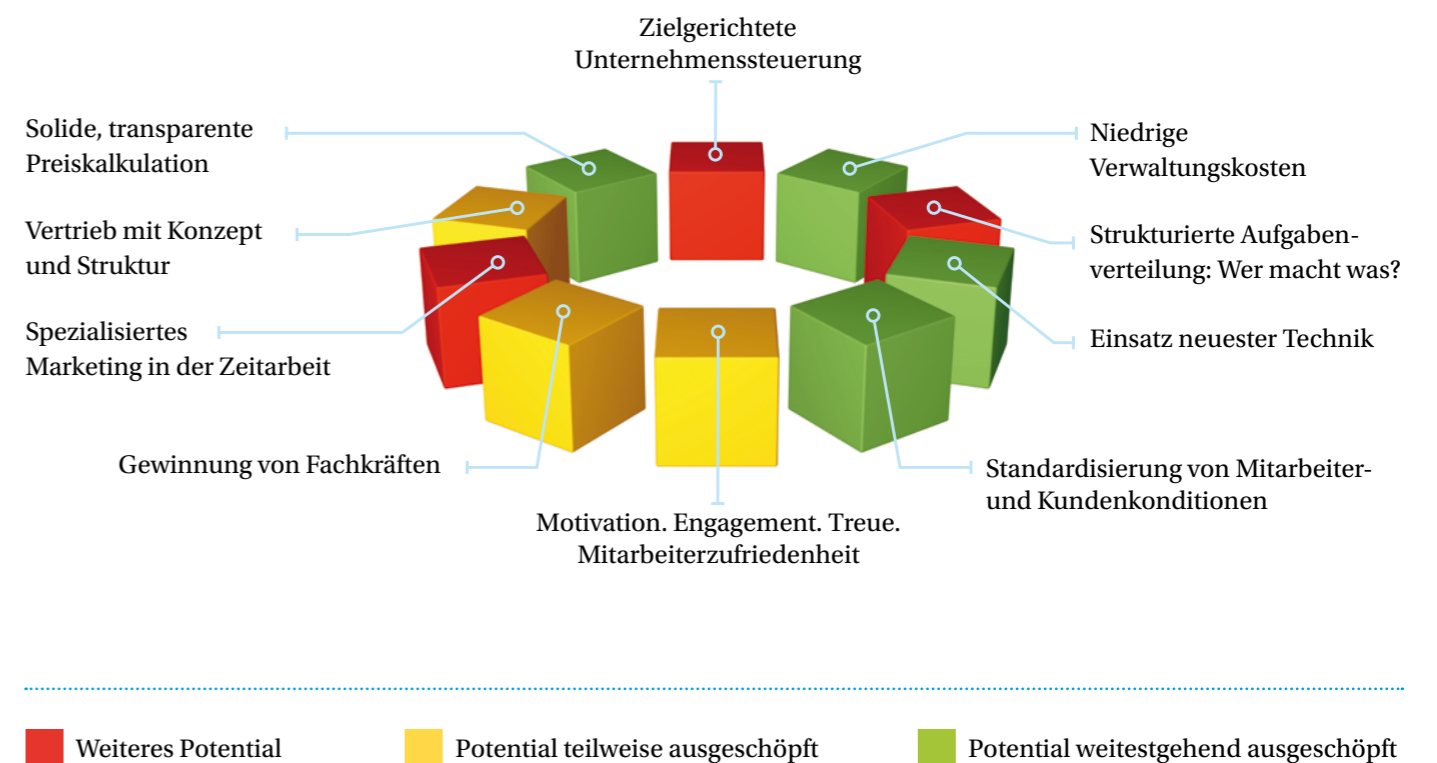 Zielgerichtete
Unternehmenssteuerung
Solide, transparente
Preiskalkulation
Vertrieb mit Konzept
und Struktur
Spezialisiertes
Marketing in der Zeitarbeit
Gewinnung von Fachkräften
Motivation. Engagement. Treue.
Mitarbeiterzufriedenheit
Niedrige
Verwaltungskosten
Strukturierte Aufgaben-
verteilung: Wer macht was?
Einsatz neuester Technik
Standardisierung von Mitarbeiter-
und Kundenkonditionen
Weiteres Potential
Potential teilweise ausgeschöpft
Potential weitestgehend ausgeschöpft